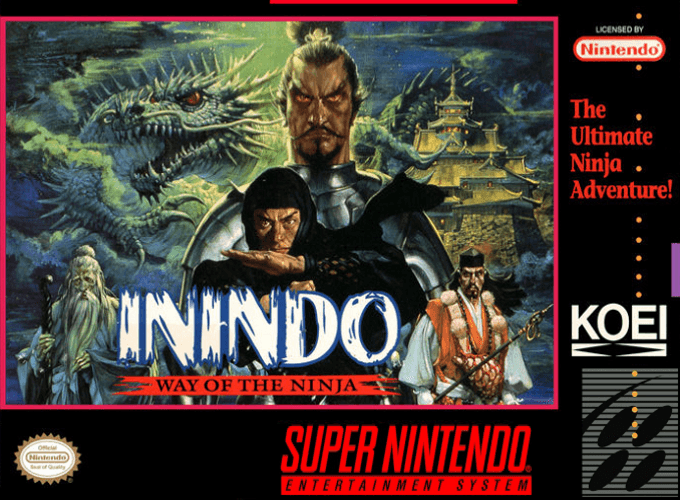 LICENSED BY
Nintendo
The
Ultimate
Ninja
Adventure!
ININDO
WAY OF THE NINJA
KOEI
Official
Nintendo
Seal of Quality
SUPER NINTENDO
ENTERTAINMENT SYSTEM